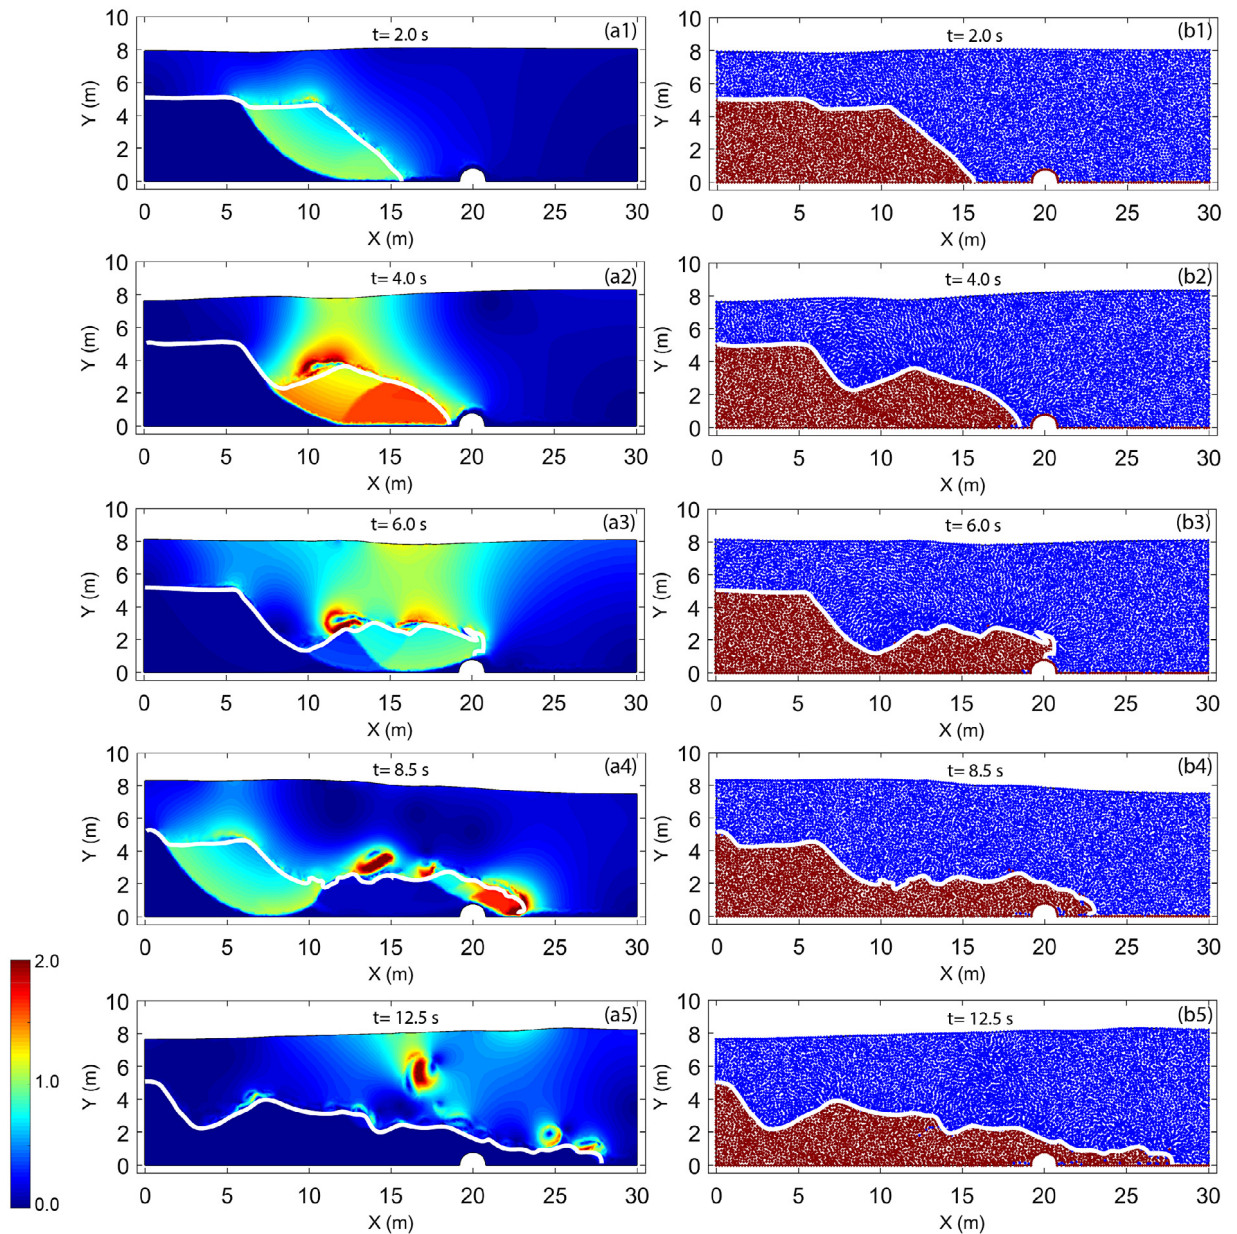 10 8 6 4 2 0
Y (m)
t= 2.0 s
(a1)
0 5 10 15 20 25 30
X (m)
10 8 6 4 2 0
Y (m)
t= 2.0 s
(b1)
0 5 10 15 20 25 30
X (m)
10 8 6 4 2 0
Y (m)
t= 4.0 s
(a2)
0 5 10 15 20 25 30
X (m)
10 8 6 4 2 0
Y (m)
t= 4.0 s
(b2)
0 5 10 15 20 25 30
X (m)
10 8 6 4 2 0
Y (m)
t= 6.0 s
(a3)
0 5 10 15 20 25 30
X (m)
10 8 6 4 2 0
Y (m)
t= 6.0 s
(b3)
0 5 10 15 20 25 30
X (m)
10 8 6 4 2 0
Y (m)
t= 8.5 s
(a4)
0 5 10 15 20 25 30
X (m)
10 8 6 4 2 0
Y (m)
t= 8.5 s
(b4)
0 5 10 15 20 25 30
X (m)
2.0
1.0
0.0
10 8 6 4 2 0
Y (m)
t= 12.5 s
(a5)
0 5 10 15 20 25 30
X (m)
10 8 6 4 2 0
Y (m)
t= 12.5 s
(b5)
0 5 10 15 20 25 30
X (m)